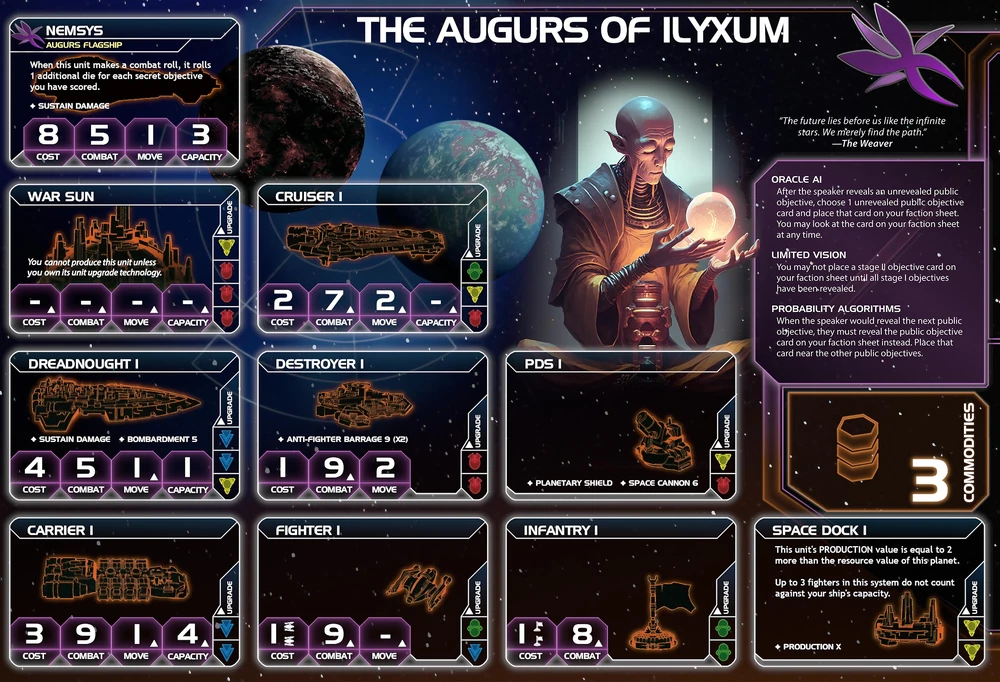 THE AUGURS OF ILYXUM
NEMSYS
AUGURS FLAGSHIP
When this unit makes a combat roll, it rolls
1 additional die for each secret objective
you have scored.
SUSTAIN DAMAGE
8 5 1 3
COST COMBAT MOVE CAPACITY
"The future lies before us like the infinite
stars. We merely find the path."
—The Weaver
ORACLE AI
After the speaker reveals an unrevealed public
objective, choose 1 unrevealed public objective
card and place that card on your faction sheet.
You may look at the card on your faction sheet
at any time.
LIMITED VISION
You may not place a stage II objective card on
your faction sheet until all stage I objectives
have been revealed.
PROBABILITY ALGORITHMS
When the speaker would reveal the next public
objective, they must reveal the public objective
card on your faction sheet instead. Place that
card near the other public objectives.
WAR SUN
You cannot produce this unit unless
you own its unit upgrade technology.
UPGRADE
- - - -
COST COMBAT MOVE CAPACITY
CRUISER I
UPGRADE
2 7 2 -
COST COMBAT MOVE CAPACITY
DREADNOUGHT I
SUSTAIN DAMAGE BOMBARDMENT 5
UPGRADE
4 5 1 1
COST COMBAT MOVE CAPACITY
DESTROYER I
ANTI-FIGHTER BARRAGE 9 (X2)
UPGRADE
1 9 2
COST COMBAT MOVE
PDS I
UPGRADE
PLANETARY SHIELD SPACE CANNON 6
3
COMMODITIES
CARRIER I
UPGRADE
3 9 1 4
COST COMBAT MOVE CAPACITY
FIGHTER I
UPGRADE
1 9 -
COST COMBAT MOVE
INFANTRY I
UPGRADE
1 8
COST COMBAT
SPACE DOCK I
This unit's PRODUCTION value is equal to 2
more than the resource value of this planet.
Up to 3 fighters in this system do not count
against your ship's capacity.
UPGRADE
PRODUCTION X